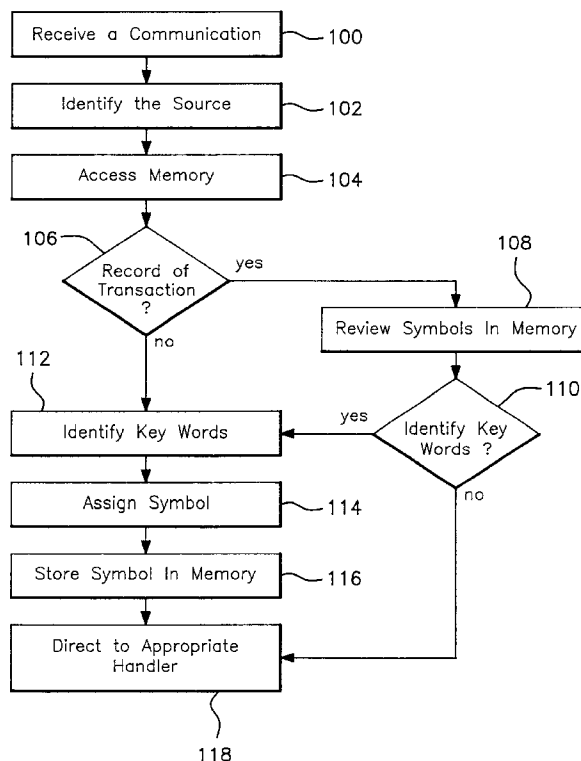 Receive a Communication
100
Identify the Source
102
Access Memory
104
106
Record of
Transaction
?
yes
no
108
Review Symbols In Memory
110
Identify Key
Words ?
yes
no
112
Identify Key Words
Assign Symbol
114
Store Symbol In Memory
116
Direct to Appropriate
Handler
118